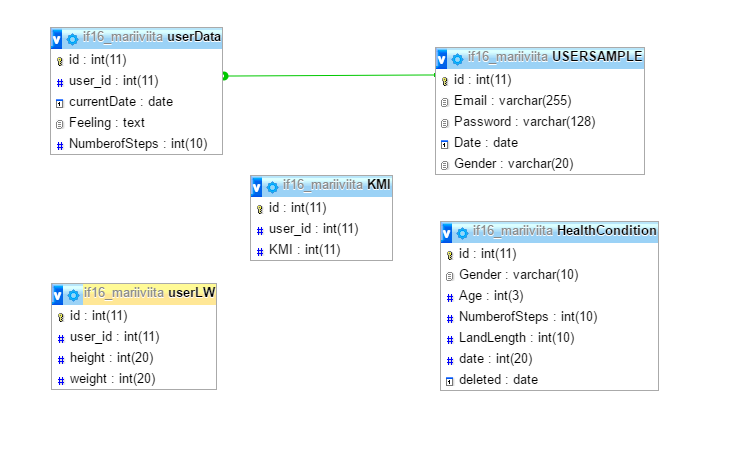 if16_mariiviita userData
id : int(11)
user_id : int(11)
currentDate : date
Feeling : text
NumberofSteps : int(10)
if16_mariiviita USERSAMPLE
id : int(11)
Email : varchar(255)
Password : varchar(128)
Date : date
Gender : varchar(20)
if16_mariiviita KMI
id : int(11)
user_id : int(11)
KMI : int(11)
if16_mariiviita HealthCondition
id : int(11)
Gender : varchar(10)
Age : int(3)
NumberofSteps : int(10)
LandLength : int(10)
date : int(20)
deleted : date
if16_mariiviita userLW
id : int(11)
user_id : int(11)
height : int(20)
weight : int(20)